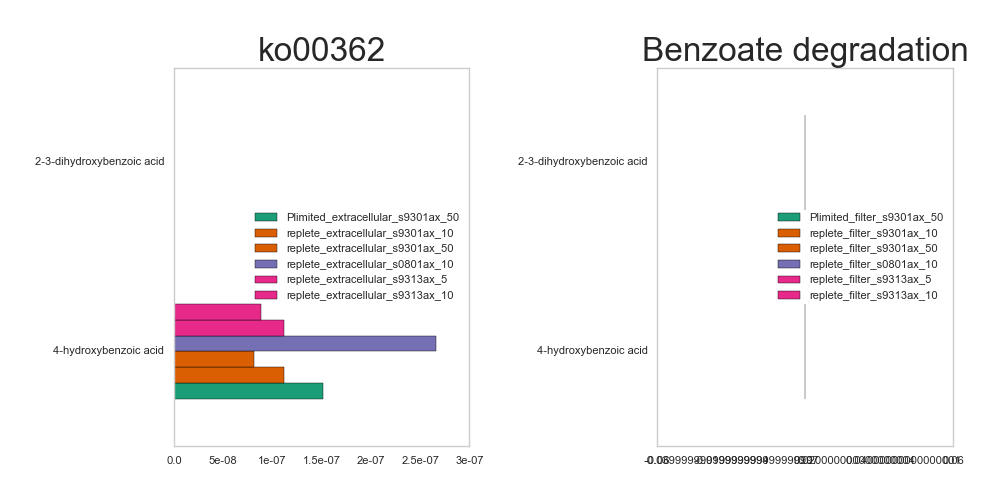 ko00362
Benzoate degradation
2-3-dihydroxybenzoic acid
4-hydroxybenzoic acid
Plimited_extracellular_s9301ax_50
replete_extracellular_s9301ax_10
replete_extracellular_s9301ax_50
replete_extracellular_s0801ax_10
replete_extracellular_s9313ax_5
replete_extracellular_s9313ax_10
0.0 5e-08 1e-07 1.5e-07 2e-07 2.5e-07 3e-07
2-3-dihydroxybenzoic acid
4-hydroxybenzoic acid
Plimited_filter_s9301ax_50
replete_filter_s9301ax_10
replete_filter_s9301ax_50
replete_filter_s0801ax_10
replete_filter_s9313ax_5
replete_filter_s9313ax_10